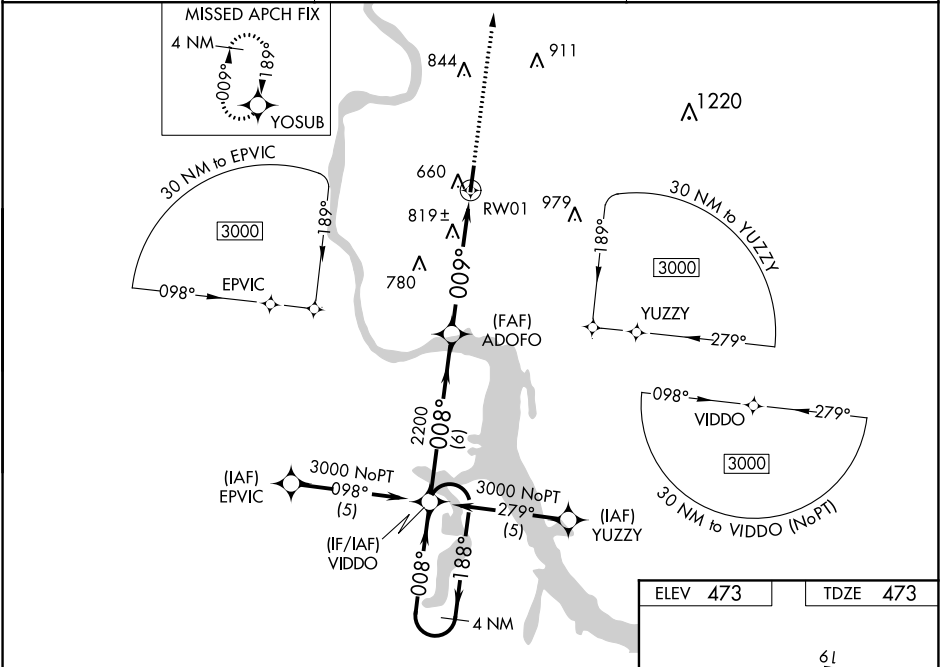 MISSED APCH FIX
4 NM
009°
189°
YOSUB
844
911
1220
30 NM to EPVIC
3000
189°
098°
EPVIC
660
RW01
819±
979
780
009°
30 NM to YUZZY
189°
3000
YUZZY
279°
(FAF)
ADOFO
2200
008°
(6)
098°
279°
VIDDO
3000
30 NM to VIDDO (NoPT)
(IAF)
EPVIC
3000 NoPT
098°
(5)
3000 NoPT
279°
(5)
(IAF)
YUZZY
(IF/IAF)
VIDDO
008°
188°
4 NM
ELEV 473
TDZE 473
19